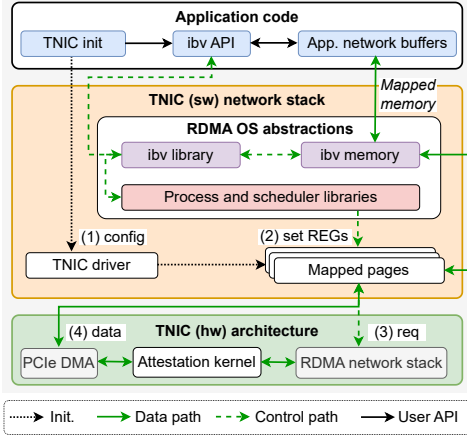 Application code
TNIC init
ibv API
App. network buffers
Mapped
memory
TNIC (sw) network stack
RDMA OS abstractions
ibv library
ibv memory
Process and scheduler libraries
(1) config
(2) set REGs
TNIC driver
Mapped pages
(4) data
TNIC (hw) architecture
(3) req
PCIe DMA
Attestation kernel
RDMA network stack
Init.
Data path
Control path
User API